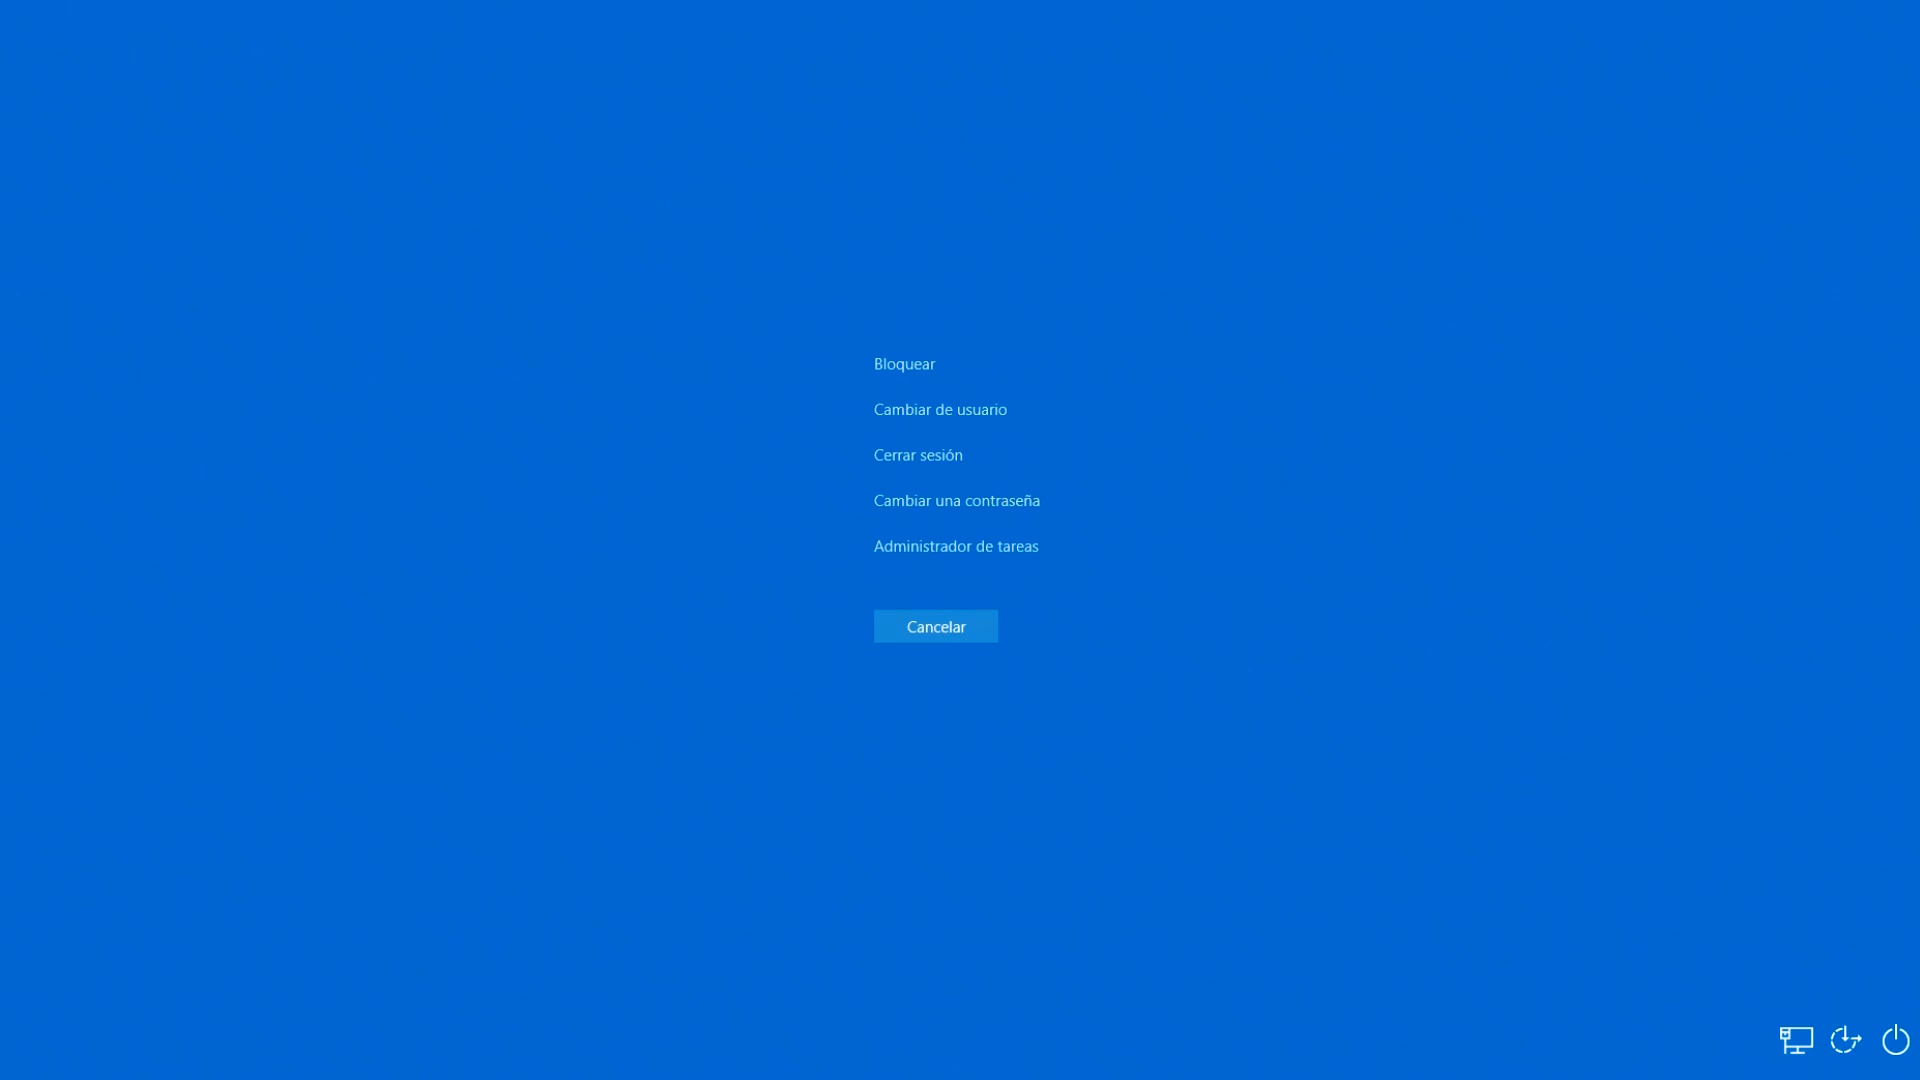 Bloquear
Cambiar de usuario
Cerrar sesión
Cambiar una contraseña
Administrador de tareas
Cancelar